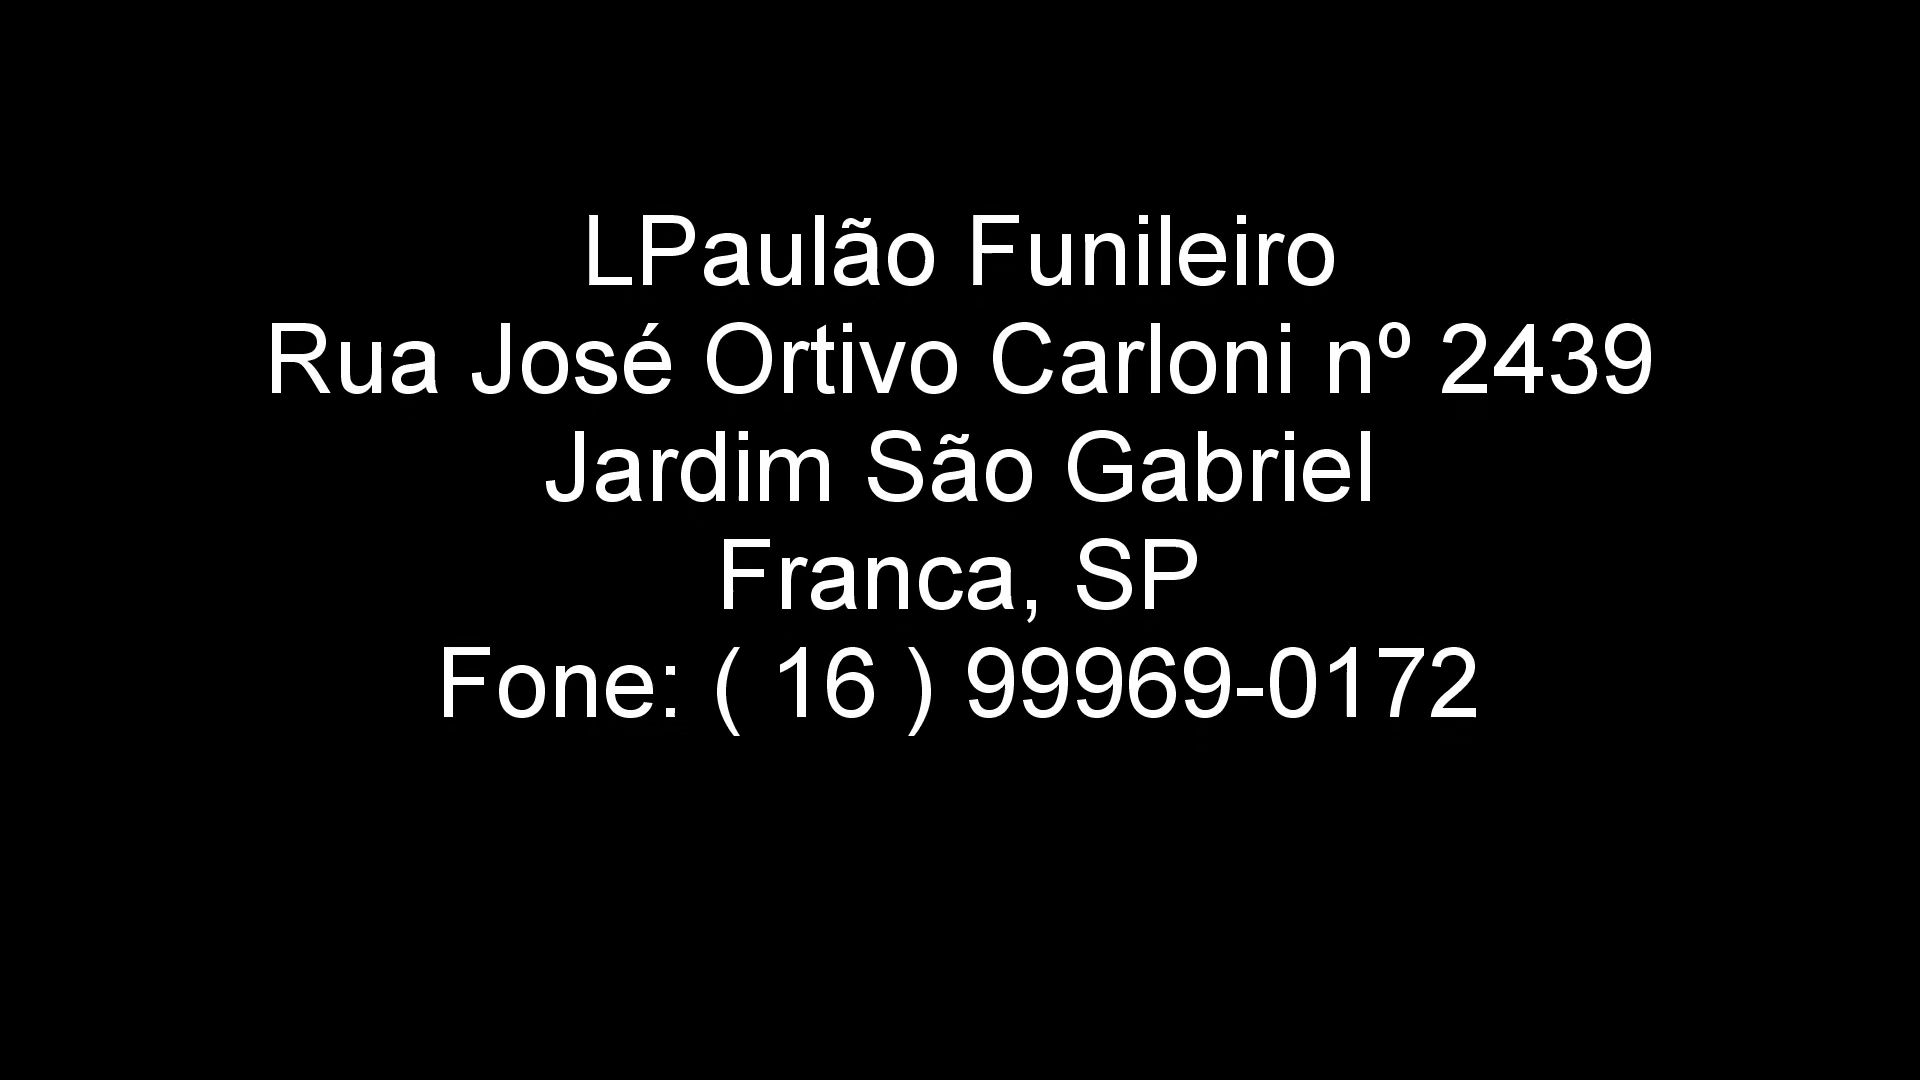 LPaulão Funileiro
Rua José Ortivo Carloni nº 2439
Jardim São Gabriel
Franca, SP
Fone: ( 16 ) 99969-0172